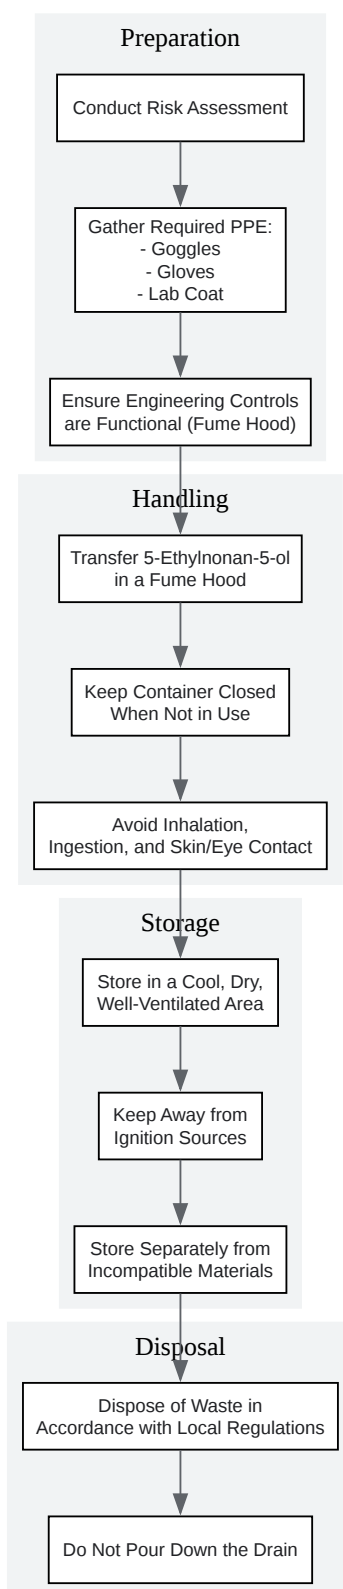 Preparation
Conduct Risk Assessment
Gather Required PPE:
- Goggles
- Gloves
- Lab Coat
Ensure Engineering Controls
are Functional (Fume Hood)
Handling
Transfer 5-Ethylnonan-5-ol
in a Fume Hood
Keep Container Closed
When Not in Use
Avoid Inhalation,
Ingestion, and Skin/Eye Contact
Storage
Store in a Cool, Dry,
Well-Ventilated Area
Keep Away from
Ignition Sources
Store Separately from
Incompatible Materials
Disposal
Dispose of Waste in
Accordance with Local Regulations
Do Not Pour Down the Drain